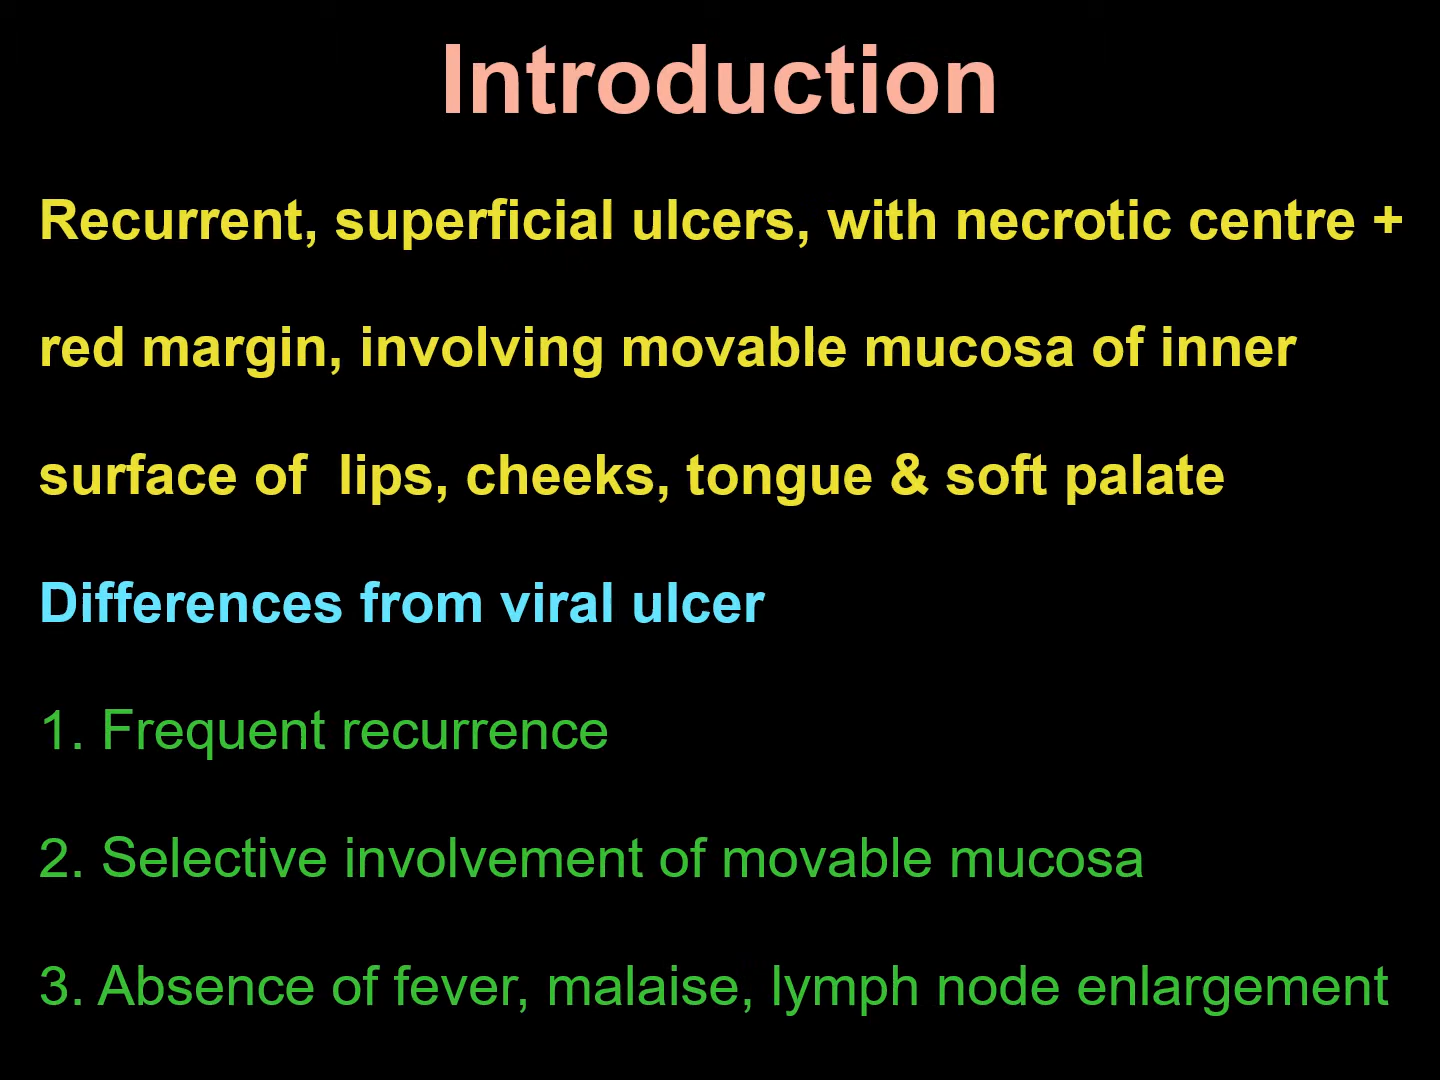 Introduction
Recurrent, superficial ulcers, with necrotic centre +
red margin, involving movable mucosa of inner
surface of  lips, cheeks, tongue & soft palate
Differences from viral ulcer
1. Frequent recurrence
2. Selective involvement of movable mucosa
3. Absence of fever, malaise, lymph node enlargement